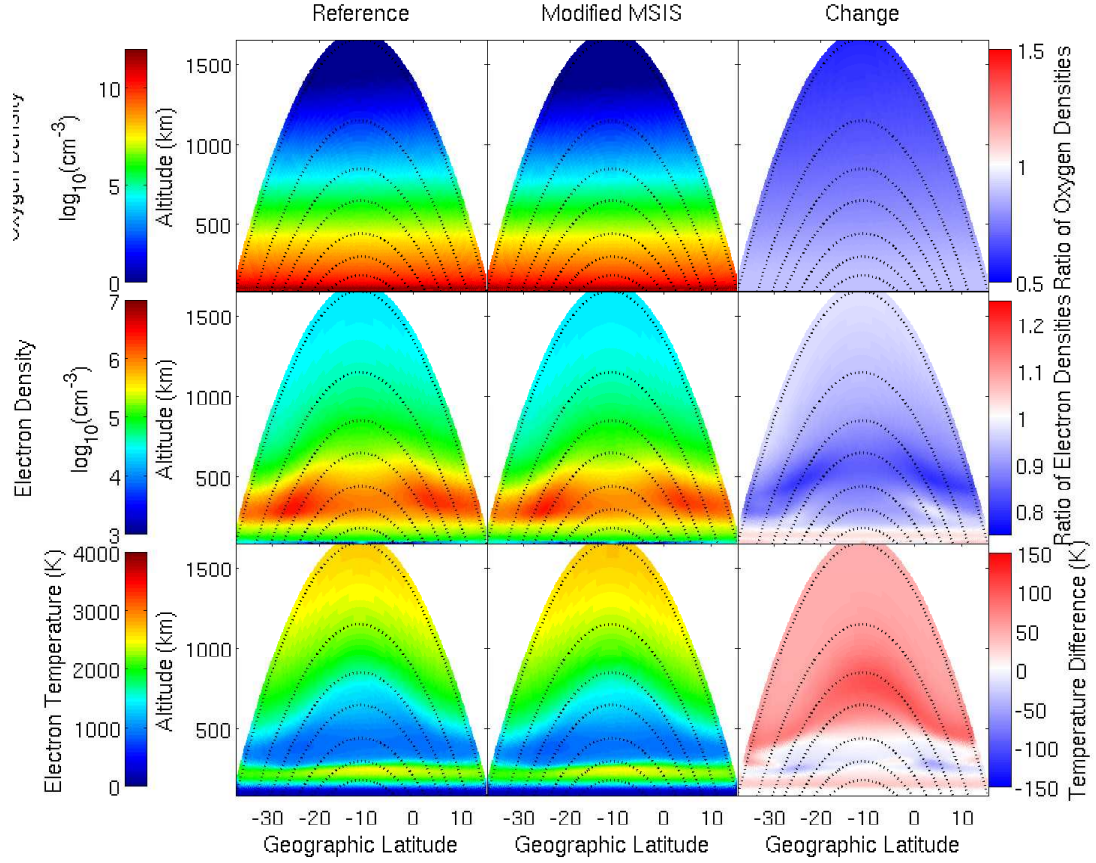 Reference Modified MSIS Change
Oxygen Density
log10(cm-3)
10
5
0
Altitude (km)
1500
1000
500
1.5
1
0.5
Ratio of Oxygen Densities
Electron Density
log10(cm-3)
7
6
5
4
3
Altitude (km)
1500
1000
500
1.2
1.1
1
0.9
0.8
Ratio of Electron Densities
Electron Temperature (K)
4000
3000
2000
1000
0
Altitude (km)
1500
1000
500
150
100
50
0
-50
-100
-150
Temperature Difference (K)
-30 -20 -10 0 10 -30 -20 -10 0 10 -30 -20 -10 0 10
Geographic Latitude Geographic Latitude Geographic Latitude